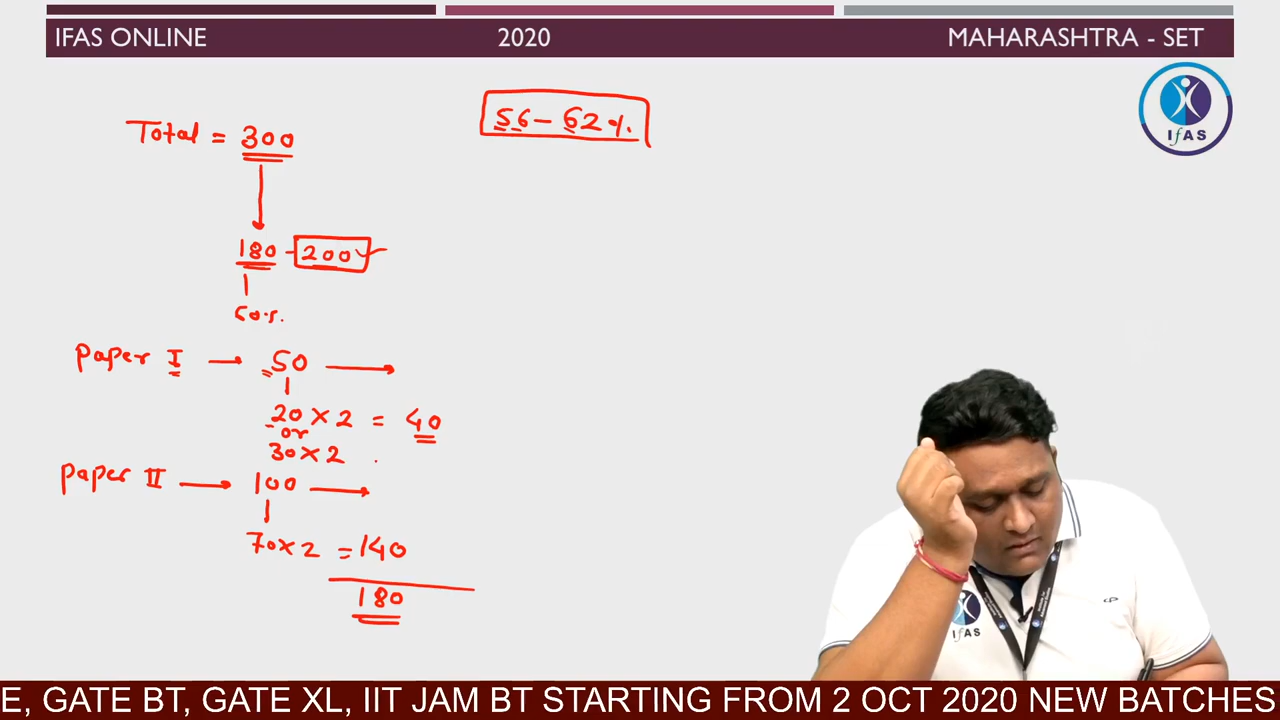 IFAS ONLINE 2020 MAHARASHTRA - SET
IfAS
56 - 62 %.
Total = 300
180 - 200
60%.
Paper I → 50 →
20 × 2 = 40
or
30 × 2
Paper II → 100 →
70 × 2 = 140
180
IfAS
E, GATE BT, GATE XL, IIT JAM BT STARTING FROM 2 OCT 2020 NEW BATCHES